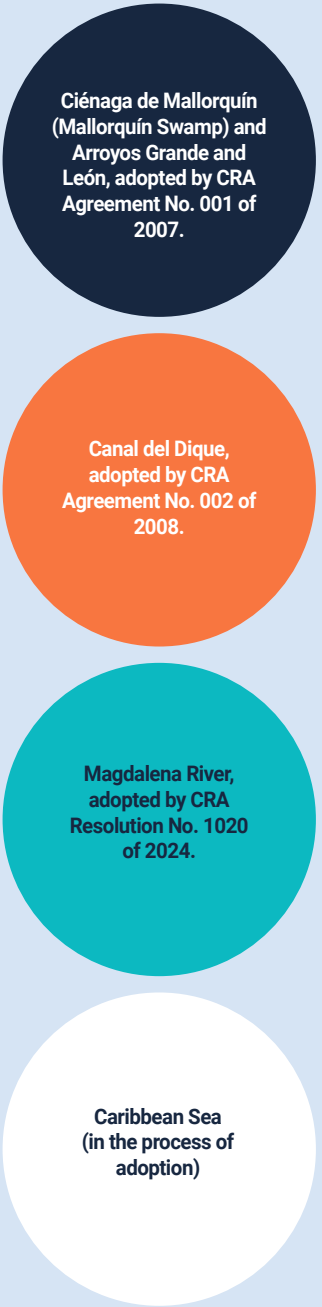 Ciénaga de Mallorquín
(Mallorquín Swamp) and
Arroyos Grande and
León, adopted by CRA
Agreement No. 001 of
2007.
Canal del Dique,
adopted by CRA
Agreement No. 002 of
2008.
Magdalena River,
adopted by CRA
Resolution No. 1020
of 2024.
Caribbean Sea
(in the process of
adoption)